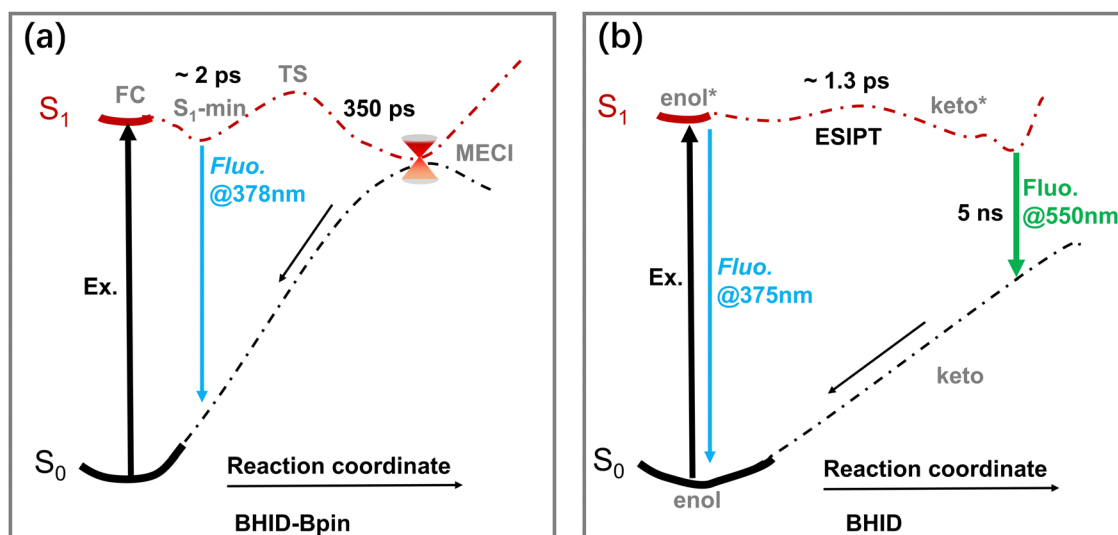 (a)
~ 2 ps
TS
FC
S₁-min
350 ps
S₁
MECI
Fluo.
@378nm
Ex.
S₀
Reaction coordinate
BHID-Bpin
(b)
~ 1.3 ps
enol*
keto*
S₁
ESIPT
Fluo.
@550nm
5 ns
Fluo.
@375nm
Ex.
keto
S₀
Reaction coordinate
enol
BHID